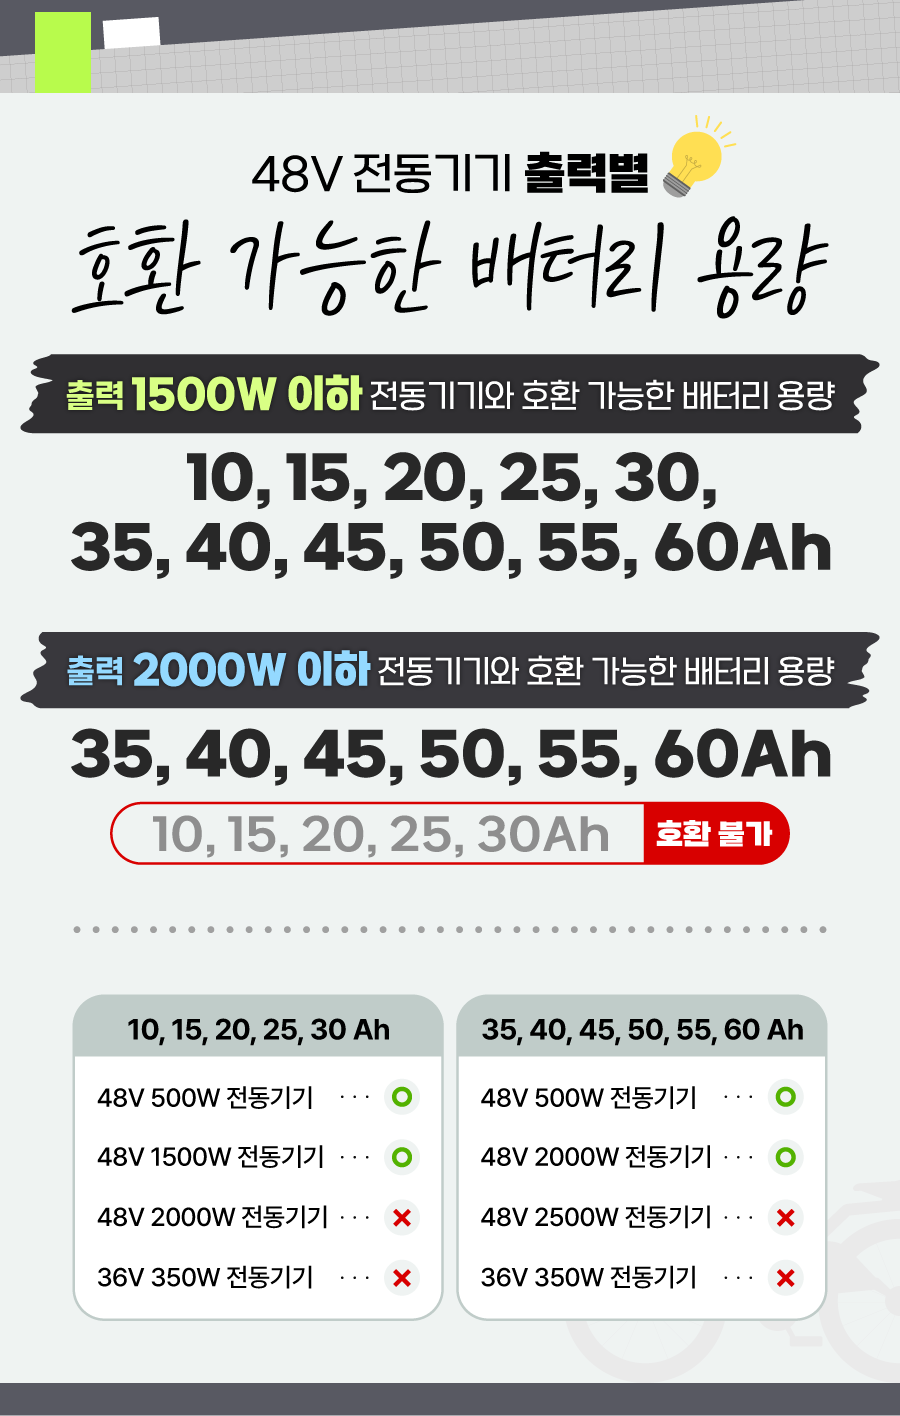 48V 전동기기 출력별
호환 가능한 배터리 용량
출력 1500W 이하 전동기기와 호환 가능한 배터리 용량
10, 15, 20, 25, 30,
35, 40, 45, 50, 55, 60Ah
출력 2000W 이하 전동기기와 호환 가능한 배터리 용량
35, 40, 45, 50, 55, 60Ah
10, 15, 20, 25, 30Ah 호환 불가
10, 15, 20, 25, 30 Ah
48V 500W 전동기기 ··· O
48V 1500W 전동기기 ··· O
48V 2000W 전동기기 ··· X
36V 350W 전동기기 ··· X
35, 40, 45, 50, 55, 60 Ah
48V 500W 전동기기 ··· O
48V 2000W 전동기기 ··· O
48V 2500W 전동기기 ··· X
36V 350W 전동기기 ··· X